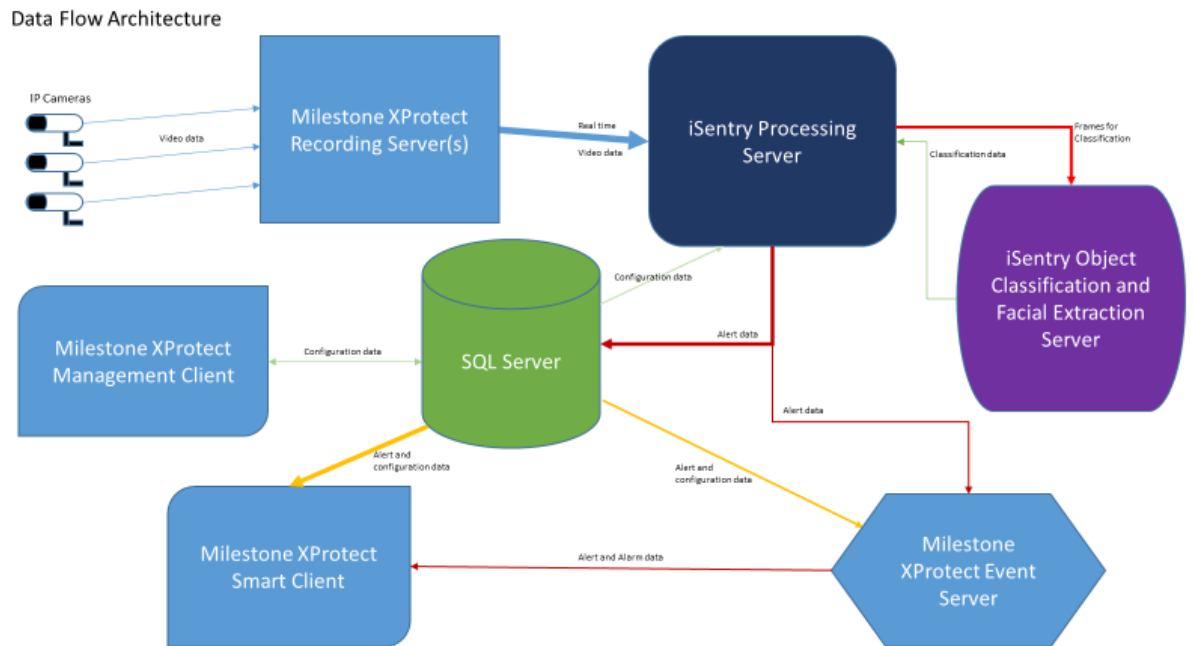 Data Flow Architecture
IP Cameras
Video data
Milestone XProtect
Recording Server(s)
Real time
Video data
iSentry Processing
Server
Frames for
Classification
Classification data
iSentry Object
Classification and
Facial Extraction
Server
Configuration data
Alert data
Milestone XProtect
Management Client
Configuration data
SQL Server
Alert data
Alert and
configuration data
Alert and
configuration data
Milestone XProtect
Smart Client
Alert and Alarm data
Milestone
XProtect Event
Server